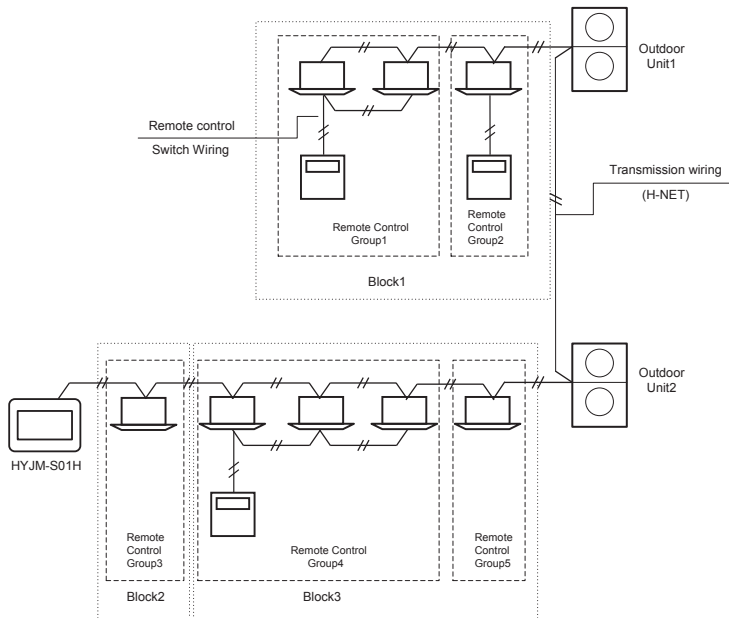 Outdoor
Unit1
Remote control
Switch Wiring
Transmission wiring
(H-NET)
Remote Control
Group1
Remote
Control
Group2
Block1
Outdoor
Unit2
HYJM-S01H
Remote
Control
Group3
Remote Control
Group4
Remote
Control
Group5
Block2
Block3